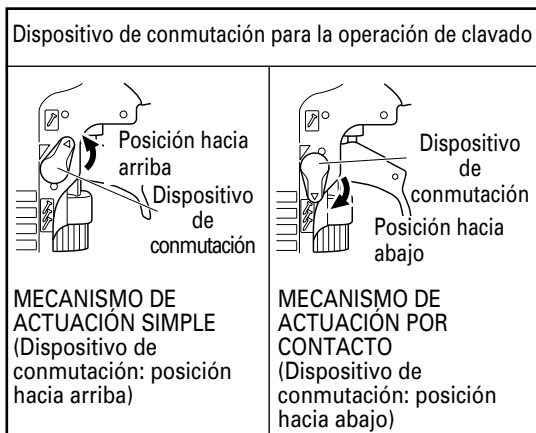 Dispositivo de conmutación para la operación de clavado
Posición hacia
arriba
Dispositivo
de
conmutación
MECANISMO DE
ACTUACIÓN SIMPLE
(Dispositivo de
conmutación: posición
hacia arriba)
Dispositivo
de
conmutación
Posición hacia
abajo
MECANISMO DE
ACTUACIÓN POR
CONTACTO
(Dispositivo de
conmutación: posición
hacia abajo)